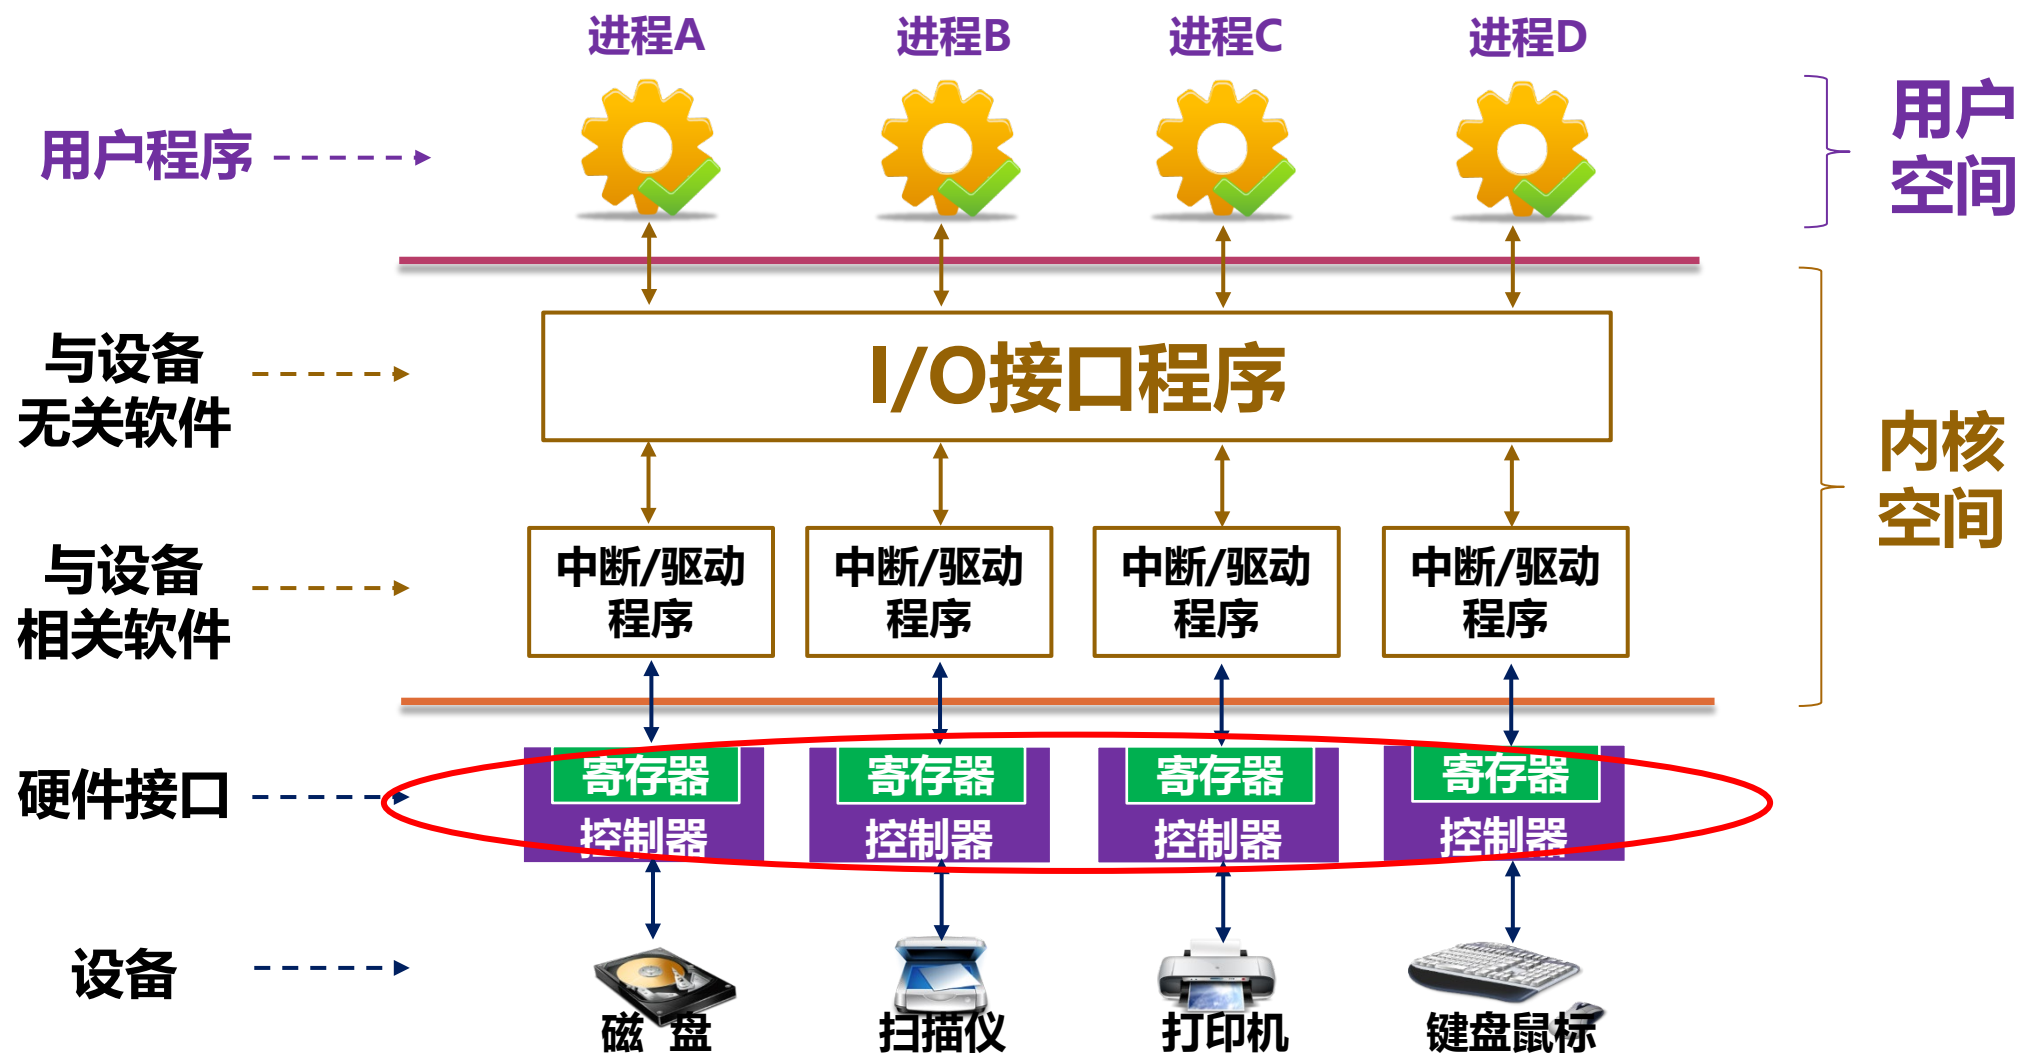 进程A 进程B 进程C 进程D
用户程序
用户
空间
与设备
无关软件
I/O接口程序
内核
空间
与设备
相关软件
中断/驱动
程序
中断/驱动
程序
中断/驱动
程序
中断/驱动
程序
硬件接口
寄存器
控制器
寄存器
控制器
寄存器
控制器
寄存器
控制器
设备
磁 盘 扫描仪 打印机 键盘鼠标